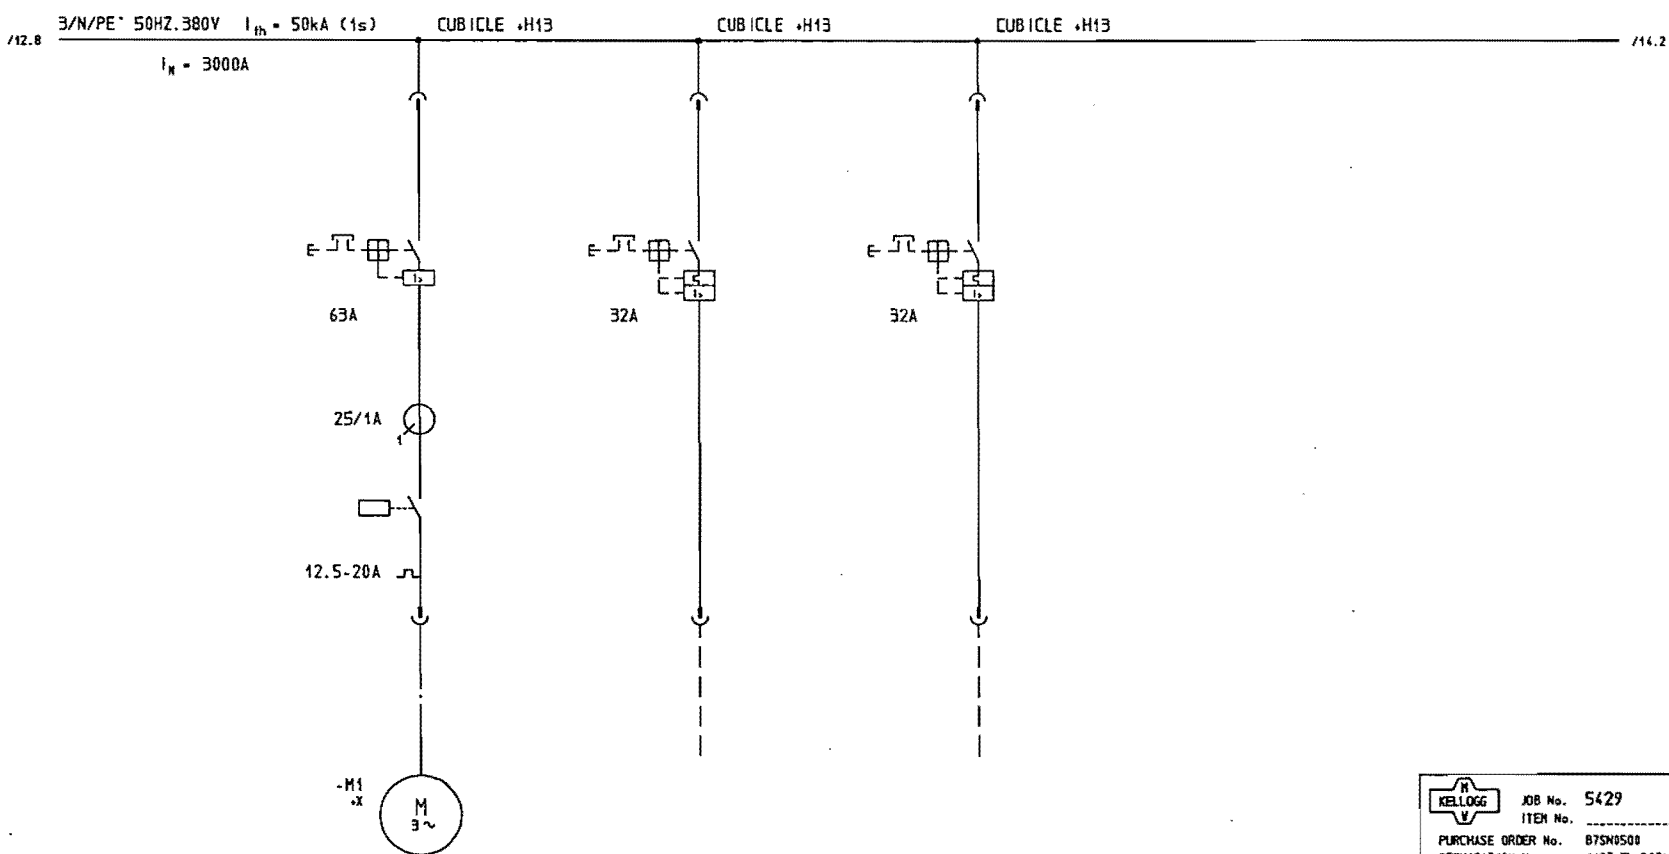 /12.8 3/N/PE~ 50HZ.380V Ith = 50kA (1s) CUBICLE +H13 CUBICLE +H13 CUBICLE +H13 /14.2
IN = 3000A
E E E
I> I> I>
63A 32A 32A
25/1A
1
12.5-20A
-M1
+X
M
3~
M
KELLOGG
W
JOB No. 5429
ITEM No.
PURCHASE ORDER No. B7SN0500